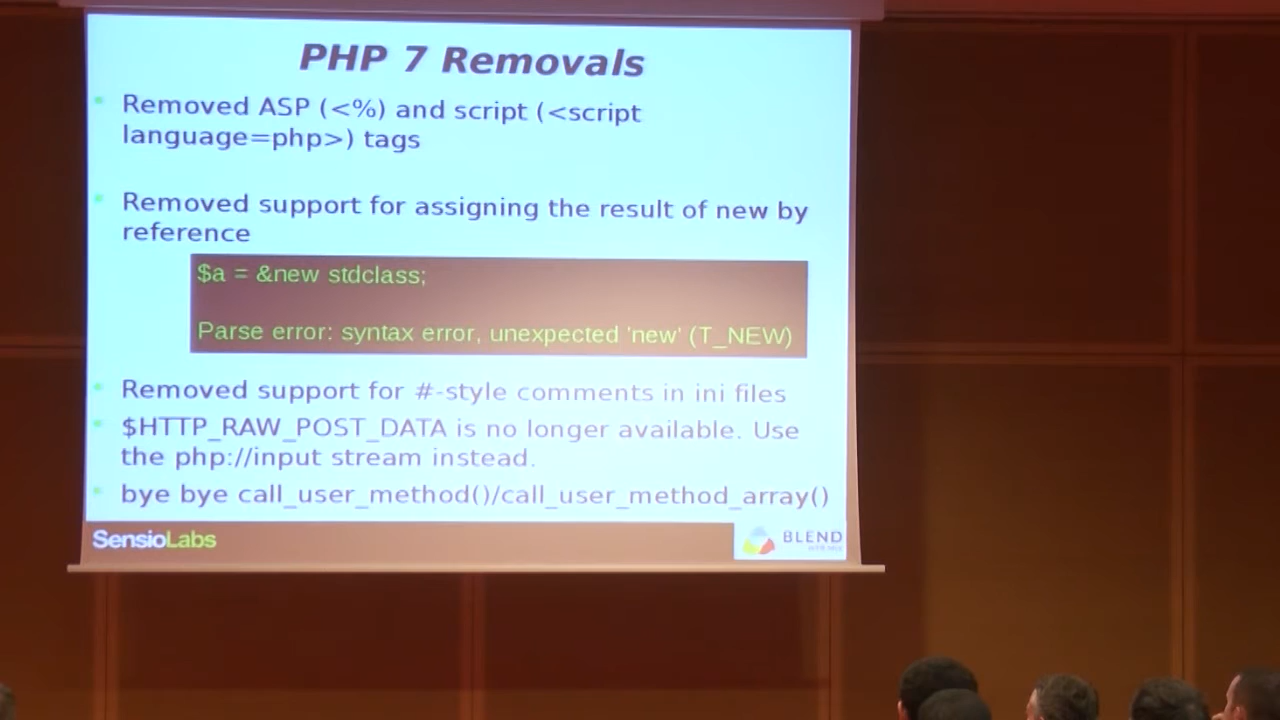 PHP 7 Removals
Removed ASP (<%) and script (<script
language=php>) tags
Removed support for assigning the result of new by
reference
$a = &new stdclass;
Parse error: syntax error, unexpected 'new' (T_NEW)
Removed support for #-style comments in ini files
$HTTP_RAW_POST_DATA is no longer available. Use
the php://input stream instead.
bye bye call_user_method()/call_user_method_array()
SensioLabs
BLEND